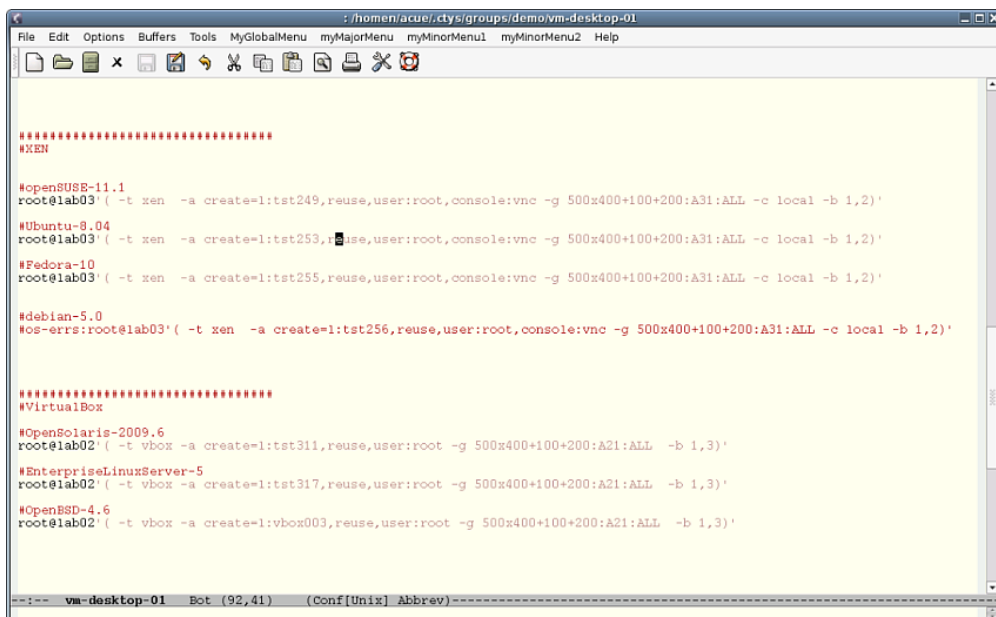 : /homen/acue/.ctys/groups/demo/vm-desktop-01
File Edit Options Buffers Tools MyGlobalMenu myMajorMenu myMinorMenu1 myMinorMenu2 Help
#################################
#XEN
#openSUSE-11.1
root@lab03'( -t xen  -a create=l:tst249,reuse,user:root,console:vnc -g 500x400+100+200:A31:ALL -c local -b 1,2)'
#Ubuntu-8.04
root@lab03'( -t xen  -a create=l:tst253,reuse,user:root,console:vnc -g 500x400+100+200:A31:ALL -c local -b 1,2)'
#Fedora-10
root@lab03'( -t xen  -a create=l:tst255,reuse,user:root,console:vnc -g 500x400+100+200:A31:ALL -c local -b 1,2)'
#debian-5.0
#os-errs:root@lab03'( -t xen  -a create=l:tst256,reuse,user:root,console:vnc -g 500x400+100+200:A31:ALL -c local -b 1,2)'
#################################
#VirtualBox
#OpenSolaris-2009.6
root@lab02'( -t vbox -a create=l:tst311,reuse,user:root -g 500x400+100+200:A21:ALL  -b 1,3)'
#EnterpriseLinuxServer-5
root@lab02'( -t vbox -a create=l:tst317,reuse,user:root -g 500x400+100+200:A21:ALL  -b 1,3)'
#OpenBSD-4.6
root@lab02'( -t vbox -a create=l:vbox003,reuse,user:root -g 500x400+100+200:A21:ALL  -b 1,3)'
--:--  vm-desktop-01   Bot (92,41)    (Conf[Unix] Abbrev)----------------------------------------------------------------------